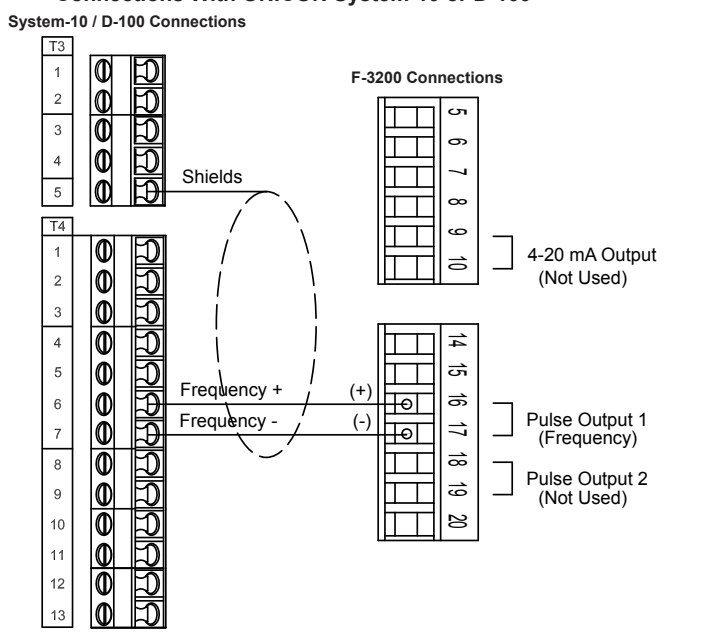 System-10 / D-100 Connections
T3
1
2
3
4
5
Shields
T4
1
2
3
4
5
6
7
8
9
10
11
12
13
Frequency + (+)
Frequency - (-)
F-3200 Connections
5
6
7
8
9
10
4-20 mA Output
(Not Used)
14
15
16
17
18
19
20
Pulse Output 1
(Frequency)
Pulse Output 2
(Not Used)